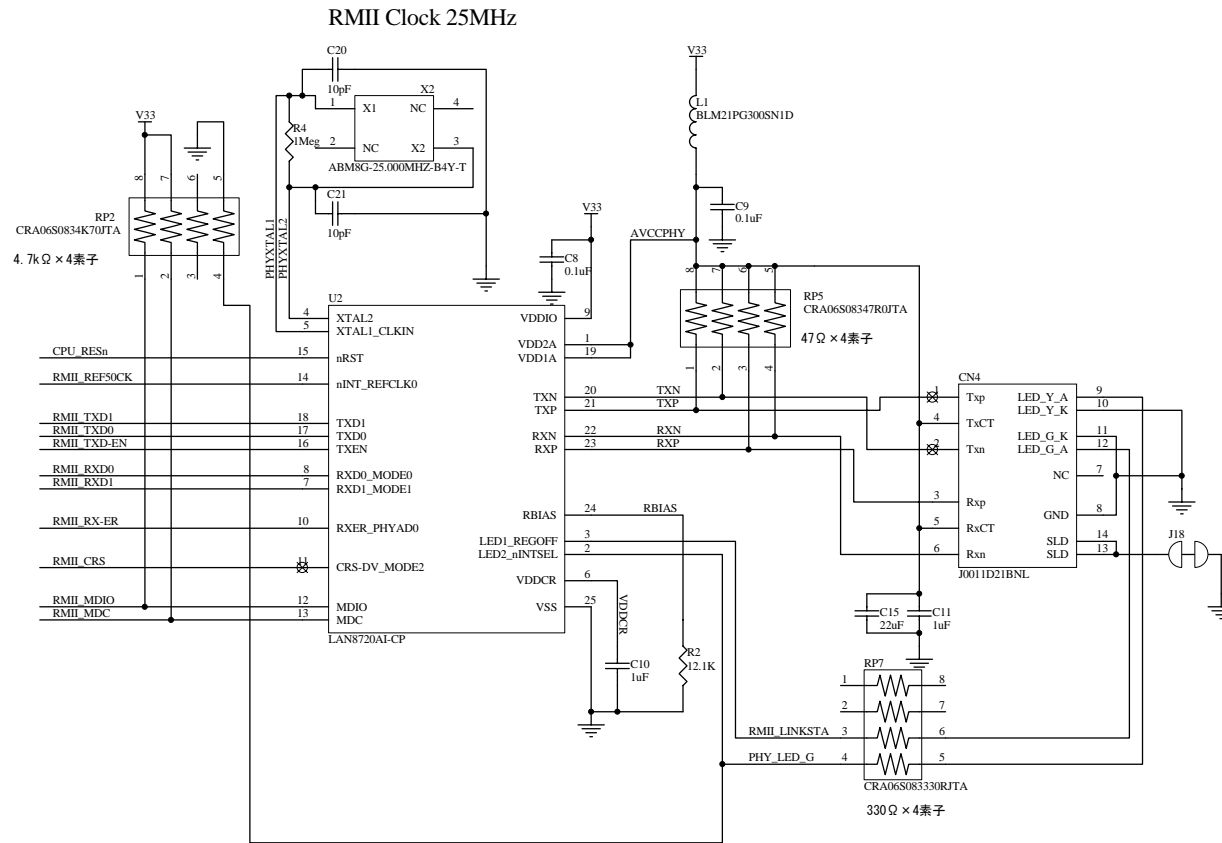 RMII Clock 25MHz
C20
10pF
X2
1
X1
NC
4
R4
1Meg
2
NC
X2
3
ABM8G-25.000MHZ-B4Y-T
C21
10pF
PHYXTAL1
PHYXTAL2
V33
8
7
6
5
RP2
CRA06S0834K70JTA
4.7kΩ×4素子
1
2
3
4
V33
L1
BLM21PG300SN1D
C9
0.1uF
AVCCPHY
V33
C8
0.1uF
8
7
6
5
RP5
CRA06S08347R0JTA
47Ω×4素子
1
2
3
4
U2
4
XTAL2
5
XTAL1_CLKIN
CPU_RESn
15
nRST
RMII_REF50CK
14
nINT_REFCLK0
RMII_TXD1
18
TXD1
RMII_TXD0
17
TXD0
RMII_TXD-EN
16
TXEN
RMII_RXD0
8
RXD0_MODE0
RMII_RXD1
7
RXD1_MODE1
RMII_RX-ER
10
RXER_PHYAD0
RMII_CRS
11
CRS-DV_MODE2
RMII_MDIO
12
MDIO
RMII_MDC
13
MDC
LAN8720AI-CP
VDDIO
9
VDD2A
1
VDD1A
19
TXN
20
TXN
TXP
21
TXP
RXN
22
RXN
RXP
23
RXP
RBIAS
24
RBIAS
LED1_REGOFF
3
LED2_nINTSEL
2
VDDCR
6
VDDCR
VSS
25
C10
1uF
R2
12.1K
CN4
1
Txp
4
TxCT
2
Txn
3
Rxp
5
RxCT
6
Rxn
LED_Y_A
9
LED_Y_K
10
LED_G_K
11
LED_G_A
12
NC
7
GND
8
SLD
14
SLD
13
J0011D21BNL
J18
C15
22uF
C11
1uF
RP7
1
8
2
7
RMII_LINKSTA
3
6
PHY_LED_G
4
5
CRA06S083330RJTA
330Ω×4素子